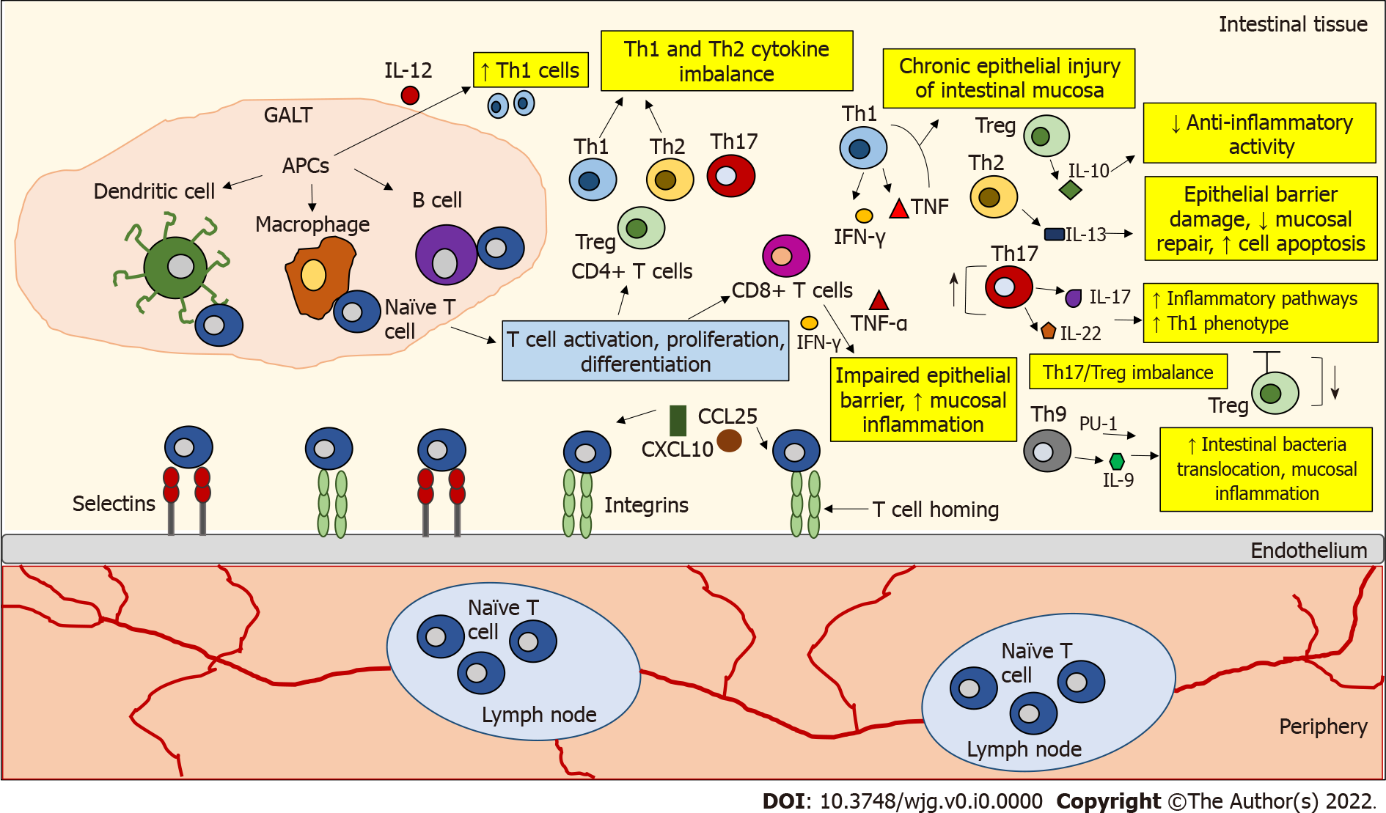 Intestinal tissue
IL-12
↑ Th1 cells
Th1 and Th2 cytokine
imbalance
Chronic epithelial injury
of intestinal mucosa
GALT
APCs
Dendritic cell
Macrophage
B cell
Naïve T
cell
Th1
Th2
Th17
Treg
CD4+ T cells
T cell activation, proliferation,
differentiation
CD8+ T cells
IFN-γ
TNF-α
Impaired epithelial
barrier, ↑ mucosal
inflammation
Th1
IFN-γ
TNF
Treg
IL-10
↓ Anti-inflammatory
activity
Th2
IL-13
Epithelial barrier
damage, ↓ mucosal
repair, ↑ cell apoptosis
Th17
IL-17
IL-22
↑ Inflammatory pathways
↑ Th1 phenotype
Th17/Treg imbalance
Treg
Th9
PU-1
IL-9
↑ Intestinal bacteria
translocation, mucosal
inflammation
CCL25
CXCL10
Selectins
Integrins
T cell homing
Endothelium
Naïve T
cell
Lymph node
Naïve T
cell
Lymph node
Periphery
DOI: 10.3748/wjg.v0.i0.0000 Copyright ©The Author(s) 2022.